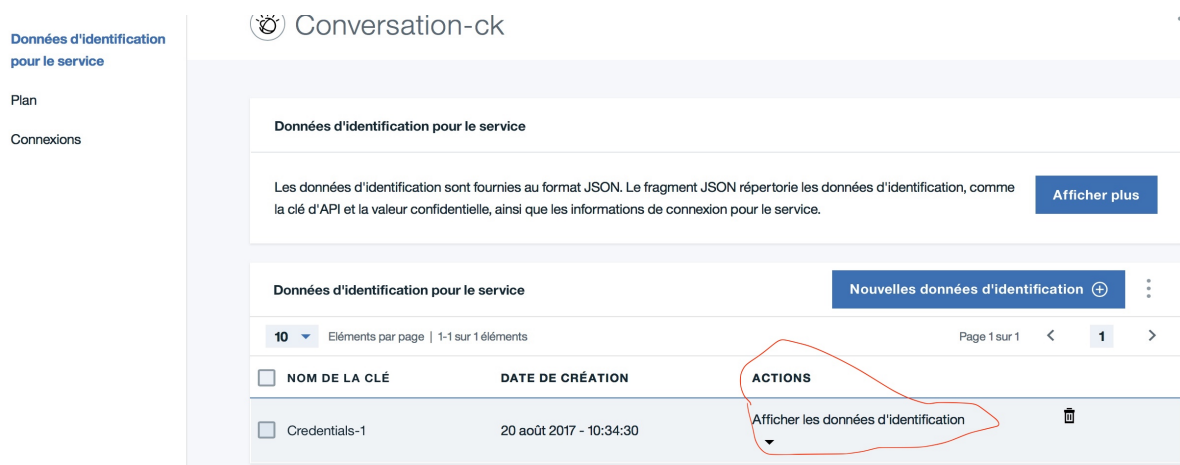 Conversation-ck
Données d'identification
pour le service
Plan
Connexions
Données d'identification pour le service
Les données d'identification sont fournies au format JSON. Le fragment JSON répertorie les données d'identification, comme
la clé d'API et la valeur confidentielle, ainsi que les informations de connexion pour le service.
Afficher plus
Données d'identification pour le service
Nouvelles données d'identification
10 Eléments par page | 1-1 sur 1 éléments
Page 1 sur 1
1
NOM DE LA CLÉ DATE DE CRÉATION ACTIONS
Credentials-1 20 août 2017 - 10:34:30 Afficher les données d'identification